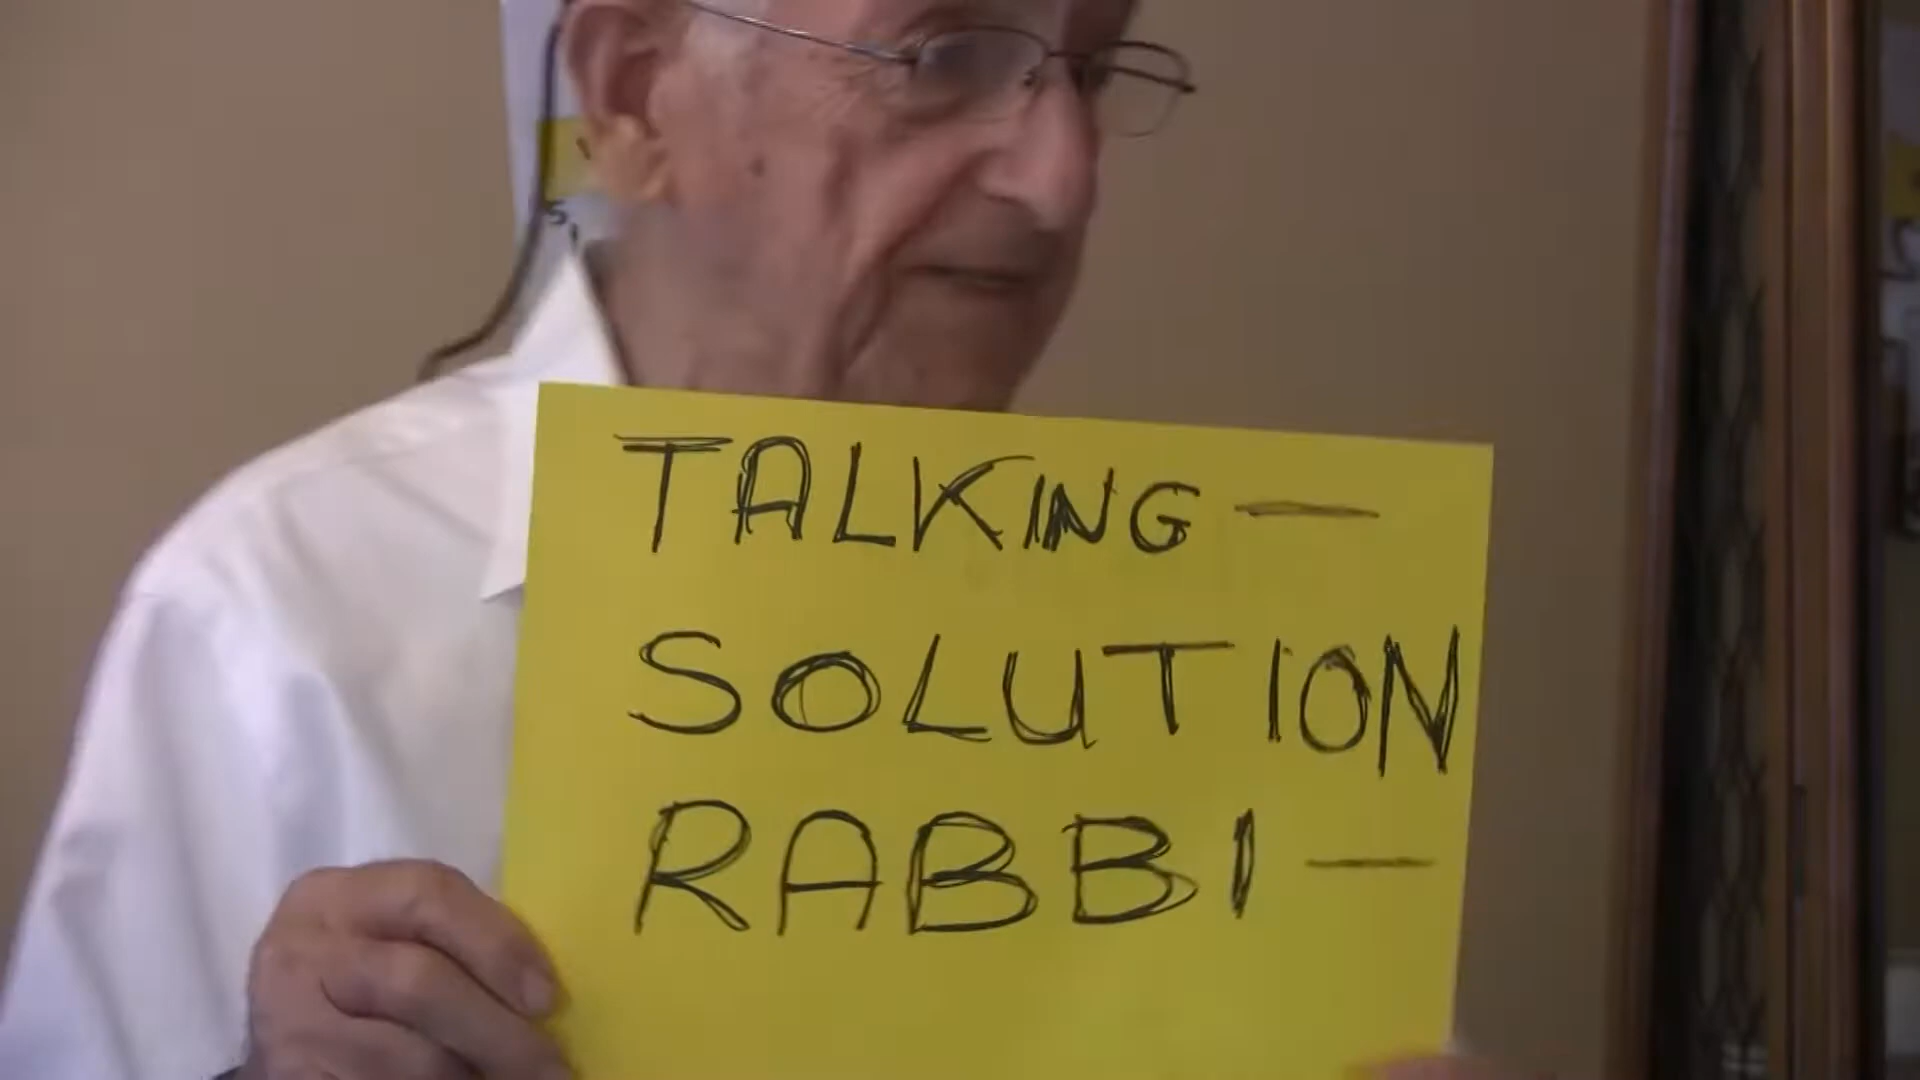 TALKING —
SOLUTION
RABBI —